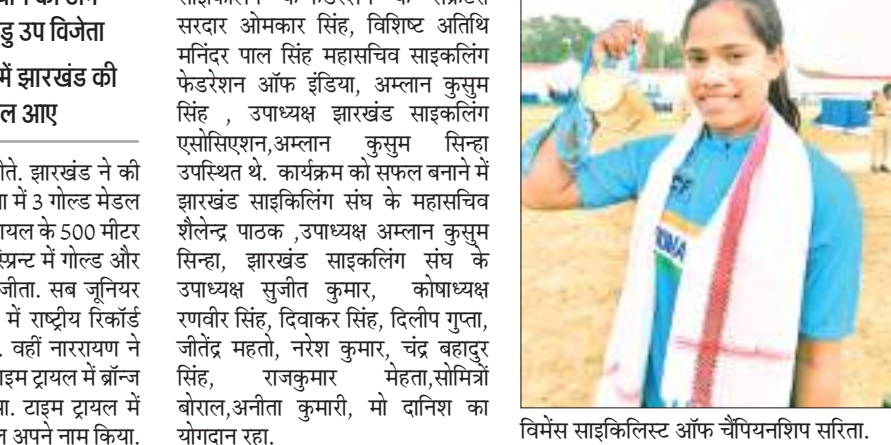 डु उप विजेता
में झारखंड की
ल आए
ीते. झारखंड ने की
ा में 3 गोल्ड मेडल
ायल के 500 मीटर
स्प्रिन्ट में गोल्ड और
जीता. सब जूनियर
में राष्ट्रीय रिकॉर्ड
. वहीं नाररायण ने
ाइम ट्रायल में ब्रॉन्ज
ा. टाइम ट्रायल में
ल अपने नाम किया.
सरदार ओमकार सिंह, विशिष्ट अतिथि
मनिंदर पाल सिंह महासचिव साइकलिंग
फेडरेशन ऑफ इंडिया, अम्लान कुसुम
सिंह , उपाध्यक्ष झारखंड साइकलिंग
एसोसिएशन,अम्लान कुसुम सिन्हा
उपस्थित थे. कार्यक्रम को सफल बनाने में
झारखंड साइकिलिंग संघ के महासचिव
शैलेन्द्र पाठक ,उपाध्यक्ष अम्लान कुसुम
सिन्हा, झारखंड साइकलिंग संघ के
उपाध्यक्ष सुजीत कुमार, कोषाध्यक्ष
रणवीर सिंह, दिवाकर सिंह, दिलीप गुप्ता,
जीतेंद्र महतो, नरेश कुमार, चंद्र बहादुर
सिंह, राजकुमार मेहता,सोमित्रों
बोराल,अनीता कुमारी, मो दानिश का
योगदान रहा.
विमेंस साइकिलिस्ट ऑफ चैंपियनशिप सरिता.